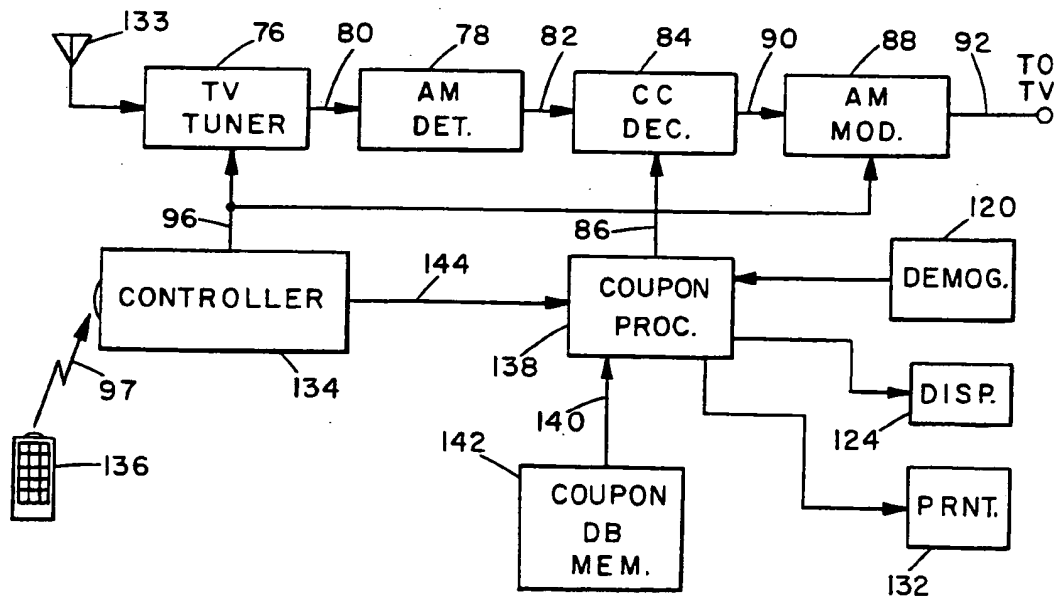 133
76
80
78
82
84
90
88
92
TO
TV
TV
TUNER
AM
DET.
CC
DEC.
AM
MOD.
96
86
120
144
CONTROLLER
COUPON
PROC.
DEMOG.
97
134
138
DISP.
140
124
142
136
COUPON
DB
MEM.
PRNT.
132